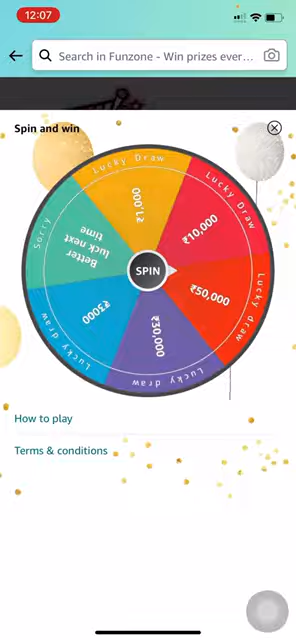 12:07
Search in Funzone - Win prizes ever...
Spin and win
Lucky Draw
₹1,000
Lucky Draw
₹10,000
Lucky draw
₹50,000
Lucky draw
₹30,000
Lucky draw
₹3000
Sorry
Better
luck next
time
SPIN
How to play
Terms & conditions